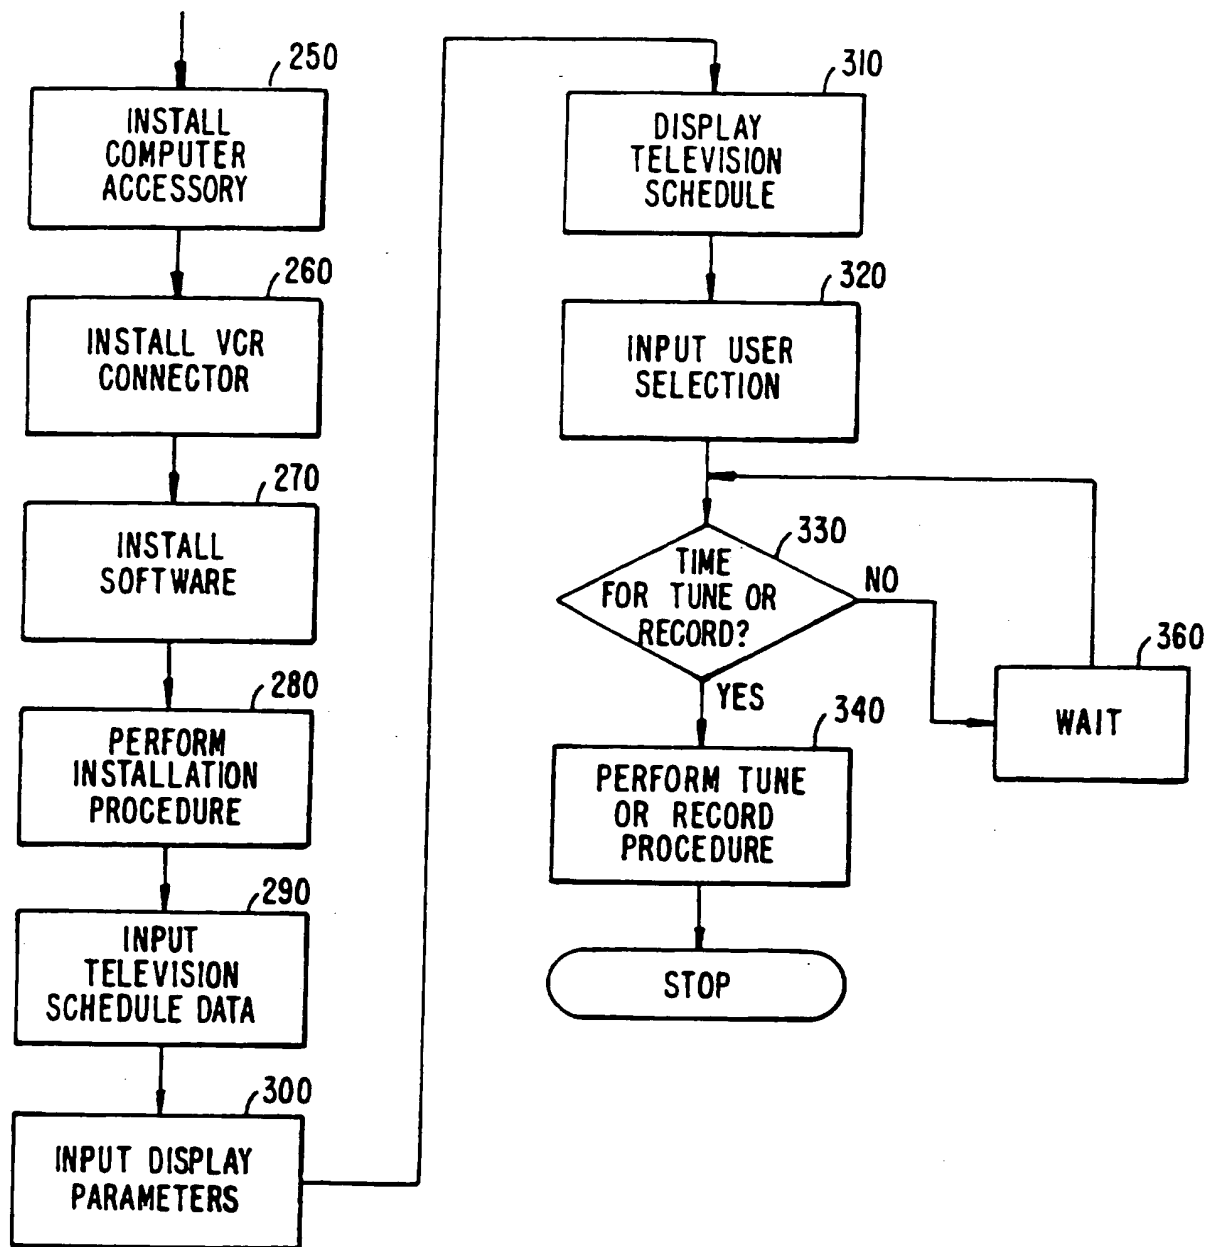 250
INSTALL
COMPUTER
ACCESSORY
260
INSTALL VCR
CONNECTOR
270
INSTALL
SOFTWARE
280
PERFORM
INSTALLATION
PROCEDURE
290
INPUT
TELEVISION
SCHEDULE DATA
300
INPUT DISPLAY
PARAMETERS
310
DISPLAY
TELEVISION
SCHEDULE
320
INPUT USER
SELECTION
330
TIME
FOR TUNE OR
RECORD?
NO
YES
360
WAIT
340
PERFORM TUNE
OR RECORD
PROCEDURE
STOP